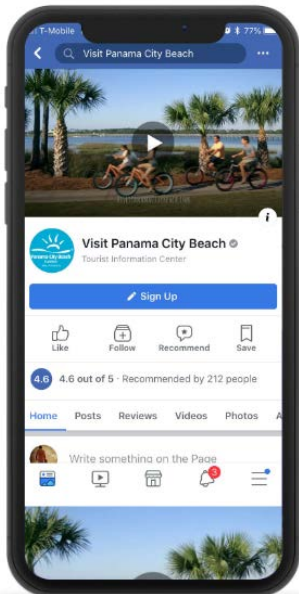 T-Mobile
77%
Visit Panama City Beach
i
Panama City Beach
Visit Panama City Beach
Tourist Information Center
Sign Up
Like
Follow
Recommend
Save
4.6
4.6 out of 5 · Recommended by 212 people
Home Posts Reviews Videos Photos A
Write something on the Page
3